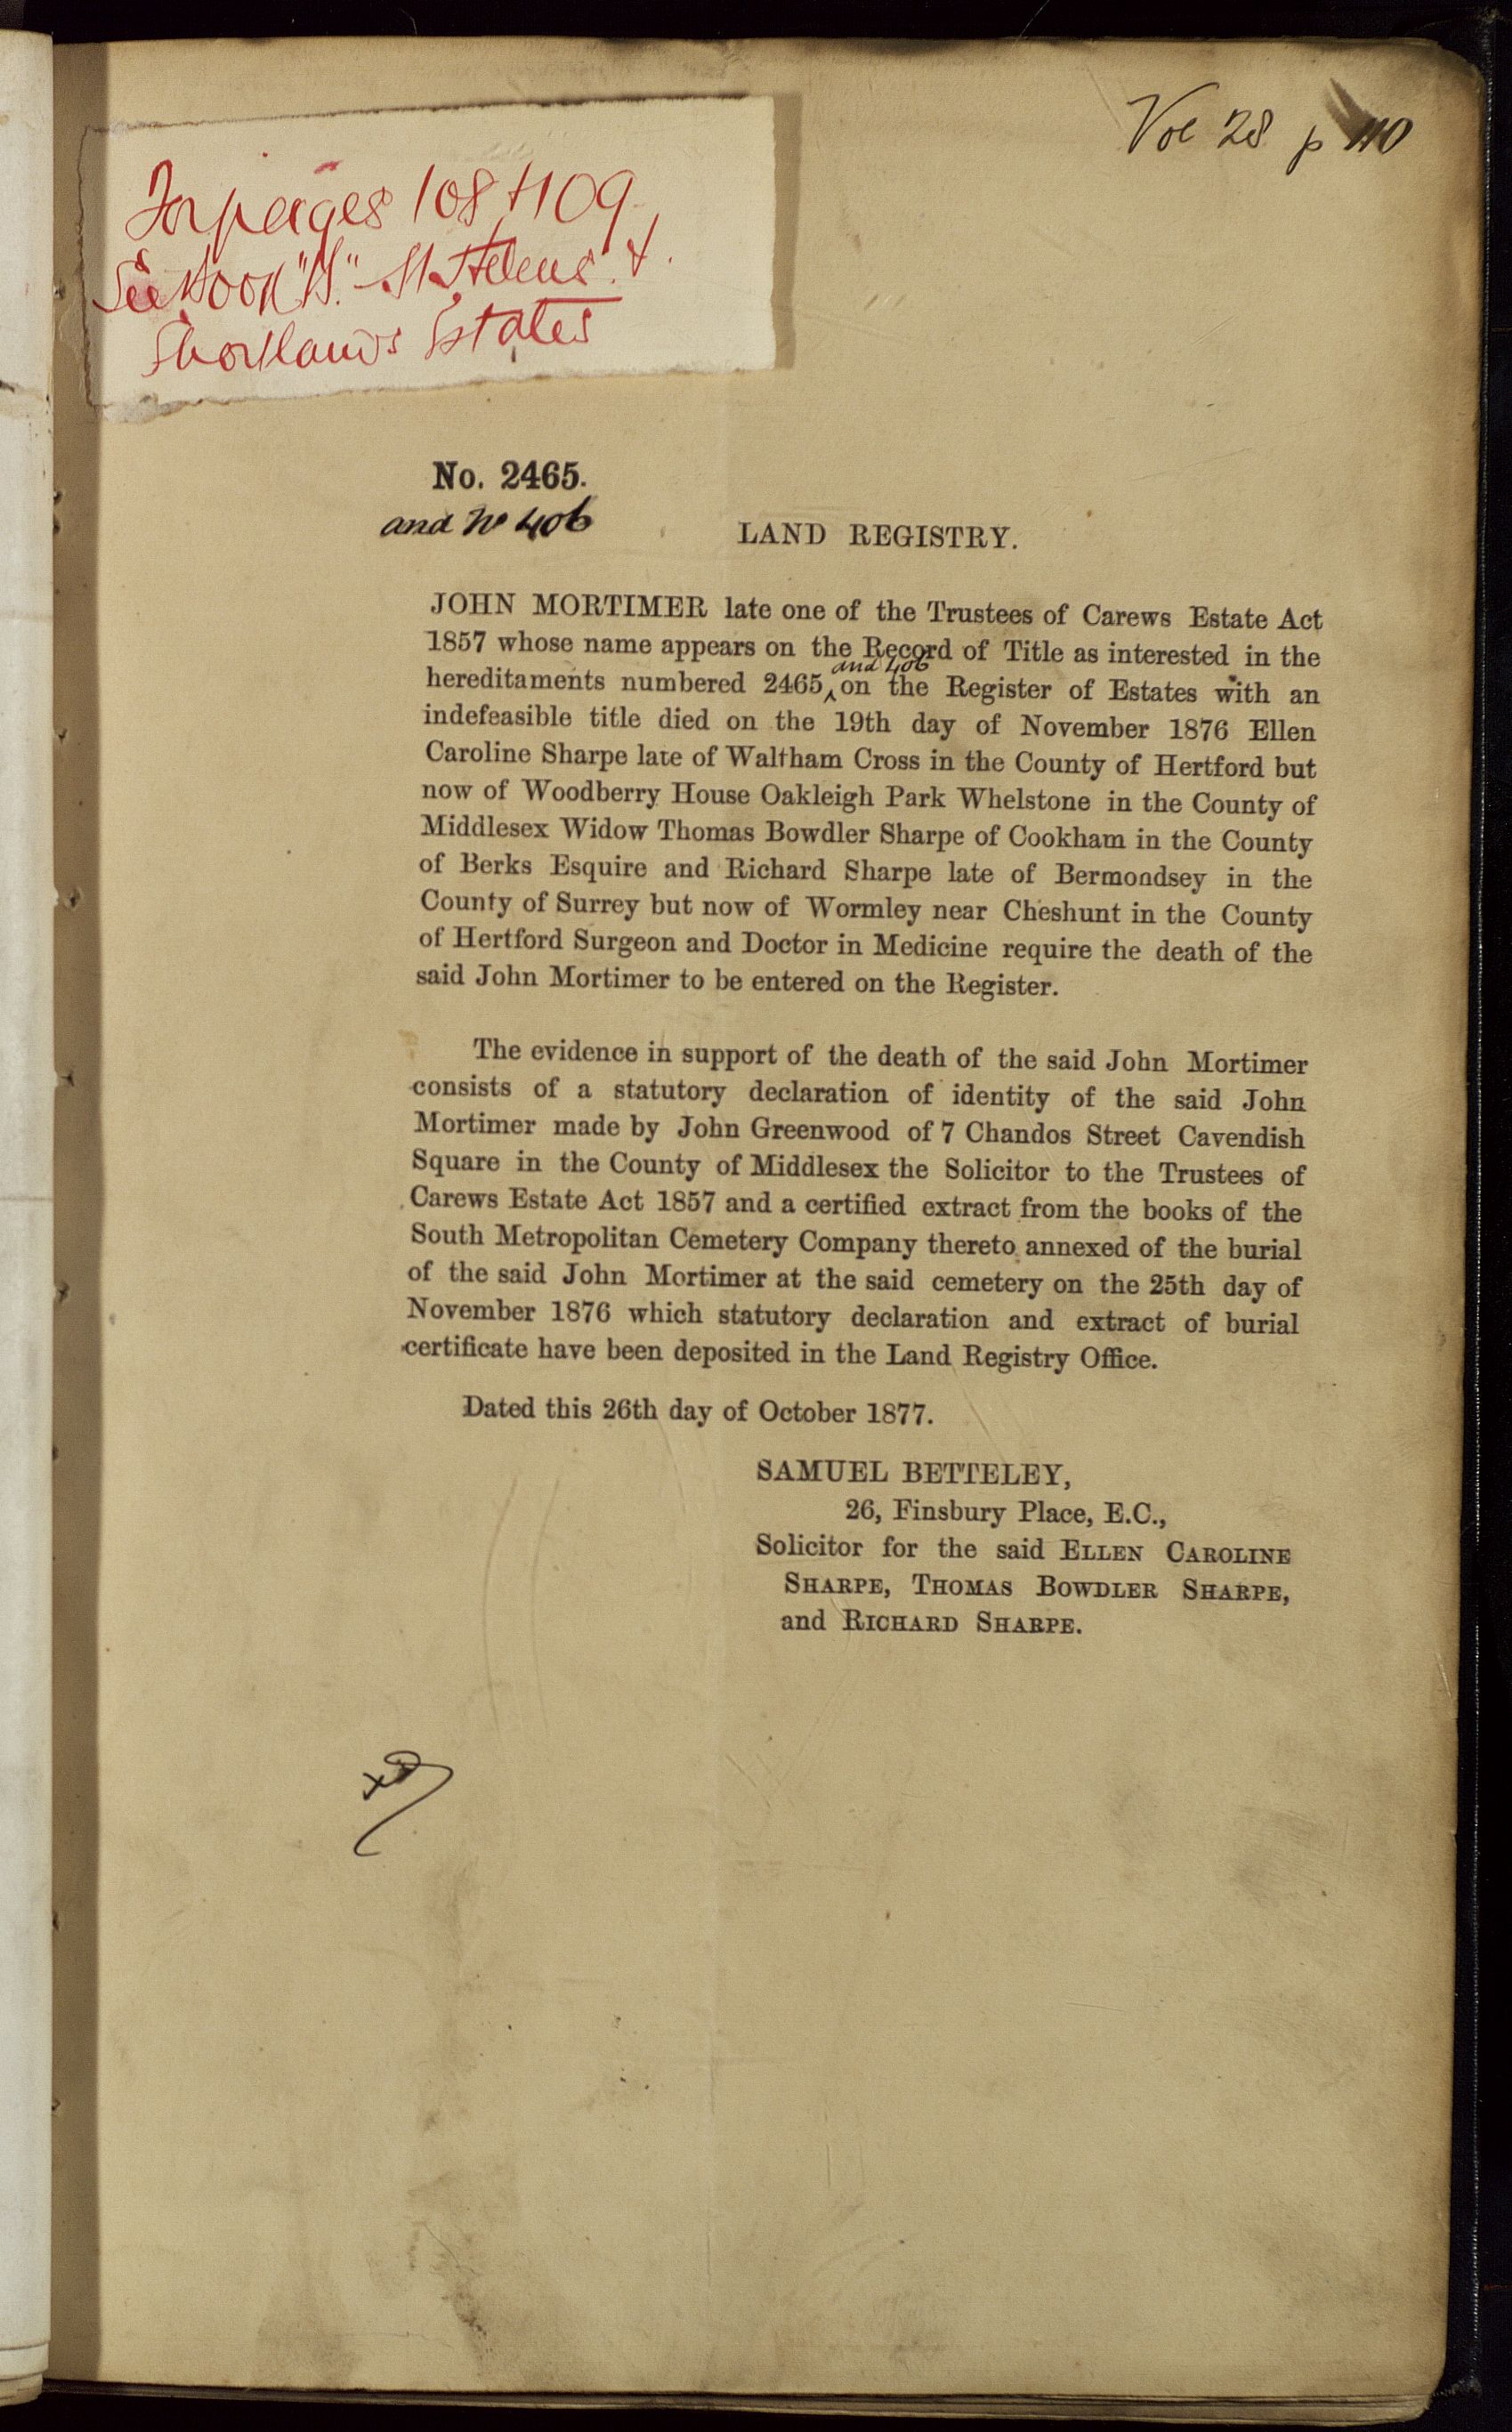 Vol 28 p 110
For pages 108 + 109
See Book "B." St Helens &
Shortlands Estates
No. 2465.
and No 406
LAND REGISTRY.
JOHN MORTIMER late one of the Trustees of Carews Estate Act
1857 whose name appears on the Record of Title as interested in the
and 406
hereditaments numbered 2465 ‸ on the Register of Estates with an
indefeasible title died on the 19th day of November 1876 Ellen
Caroline Sharpe late of Waltham Cross in the County of Hertford but
now of Woodberry House Oakleigh Park Whelstone in the County of
Middlesex Widow Thomas Bowdler Sharpe of Cookham in the County
of Berks Esquire and Richard Sharpe late of Bermondsey in the
County of Surrey but now of Wormley near Cheshunt in the County
of Hertford Surgeon and Doctor in Medicine require the death of the
said John Mortimer to be entered on the Register.
The evidence in support of the death of the said John Mortimer
consists of a statutory declaration of identity of the said John
Mortimer made by John Greenwood of 7 Chandos Street Cavendish
Square in the County of Middlesex the Solicitor to the Trustees of
Carews Estate Act 1857 and a certified extract from the books of the
South Metropolitan Cemetery Company thereto annexed of the burial
of the said John Mortimer at the said cemetery on the 25th day of
November 1876 which statutory declaration and extract of burial
certificate have been deposited in the Land Registry Office.
Dated this 26th day of October 1877.
SAMUEL BETTELEY,
26, Finsbury Place, E.C.,
Solicitor for the said ELLEN CAROLINE
SHARPE, THOMAS BOWDLER SHARPE,
and RICHARD SHARPE.